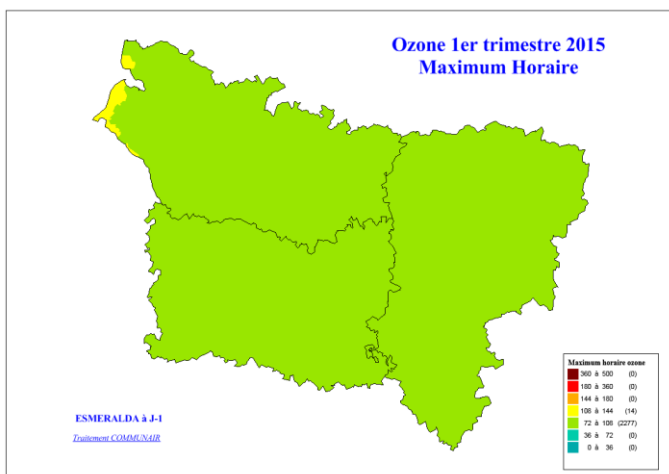 Ozone 1er trimestre 2015
Maximum Horaire
Maximum horaire ozone
360 à 500 (0)
180 à 360 (0)
144 à 180 (0)
108 à 144 (14)
72 à 108 (2277)
36 à 72 (0)
0 à 36 (0)
ESMERALDA à J-1
Traitement COMMUNAIR